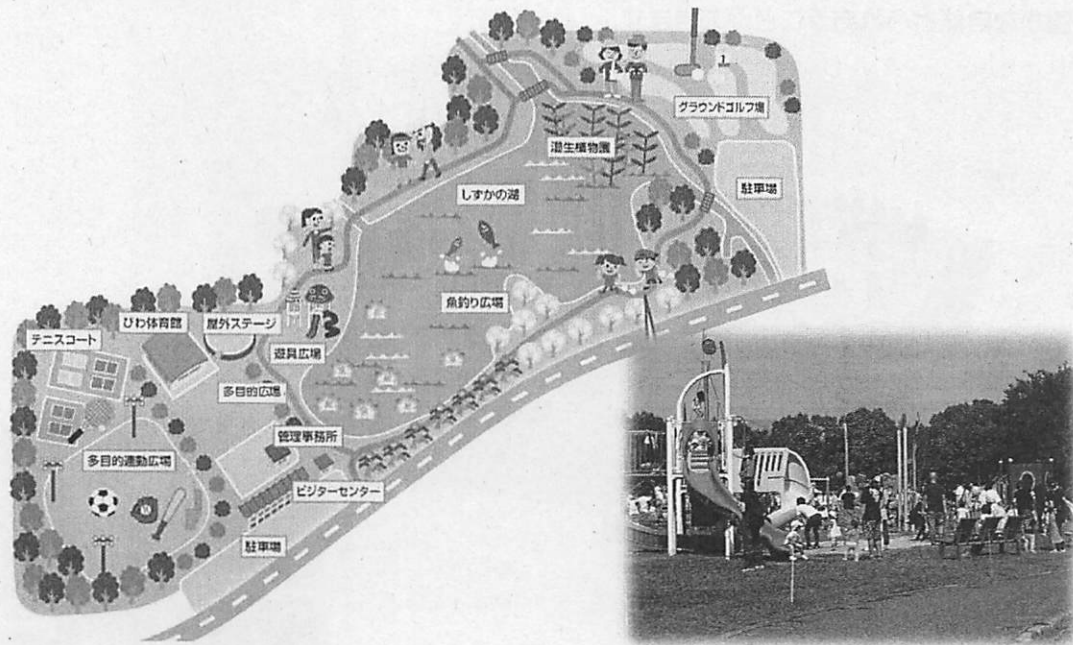 1
グラウンドゴルフ場
湿生植物園
駐車場
しずかの湖
魚釣り広場
びわ体育館
屋外ステージ
テニスコート
遊具広場
多目的広場
管理事務所
多目的運動広場
ビジターセンター
駐車場